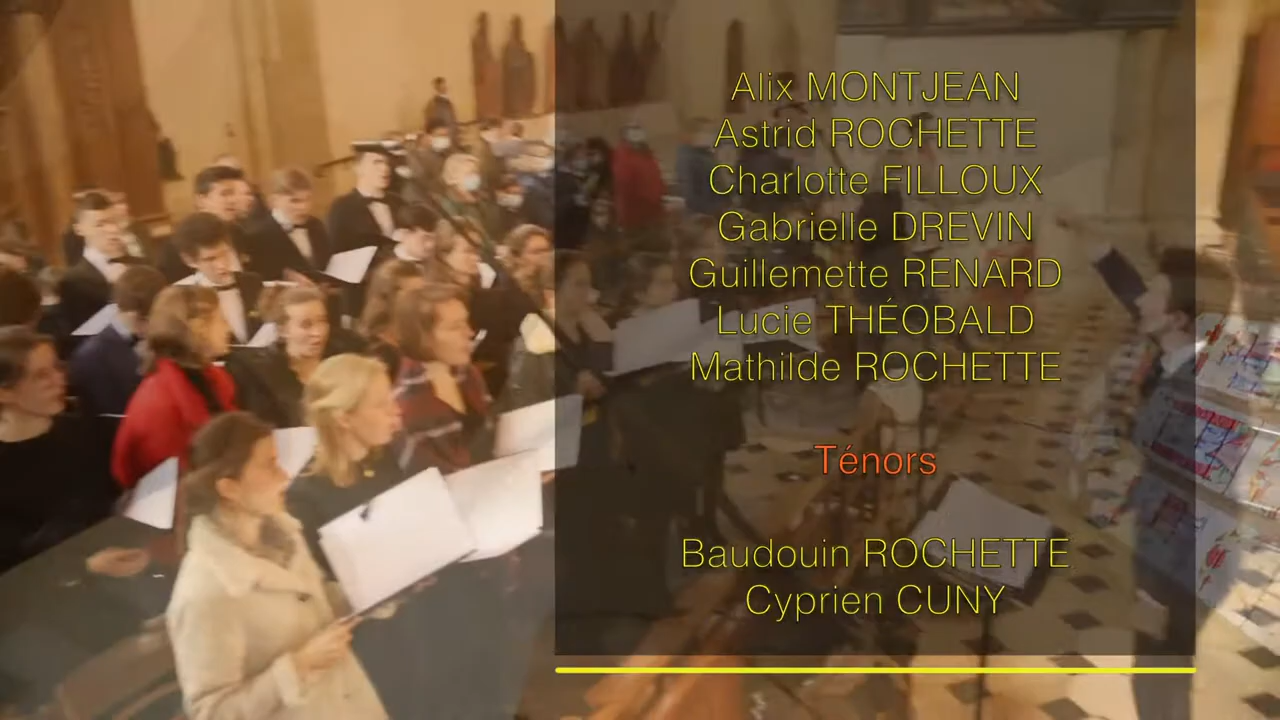 Alix MONTJEAN
Astrid ROCHETTE
Charlotte FILLOUX
Gabrielle DREVIN
Guillemette RENARD
Lucie THÉOBALD
Mathilde ROCHETTE
Ténors
Baudouin ROCHETTE
Cyprien CUNY